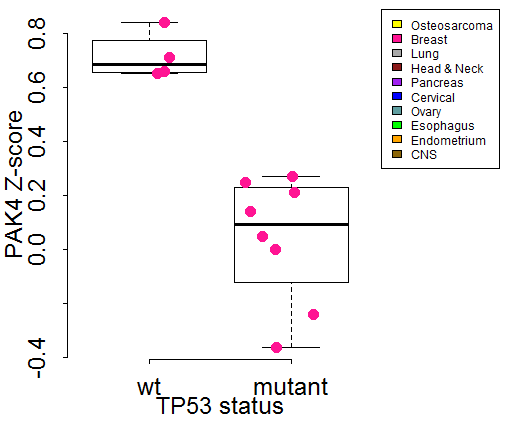 PAK4 Z-score
0.8
0.6
0.4
0.2
0.0
-0.4
wt mutant
TP53 status
Osteosarcoma
Breast
Lung
Head & Neck
Pancreas
Cervical
Ovary
Esophagus
Endometrium
CNS